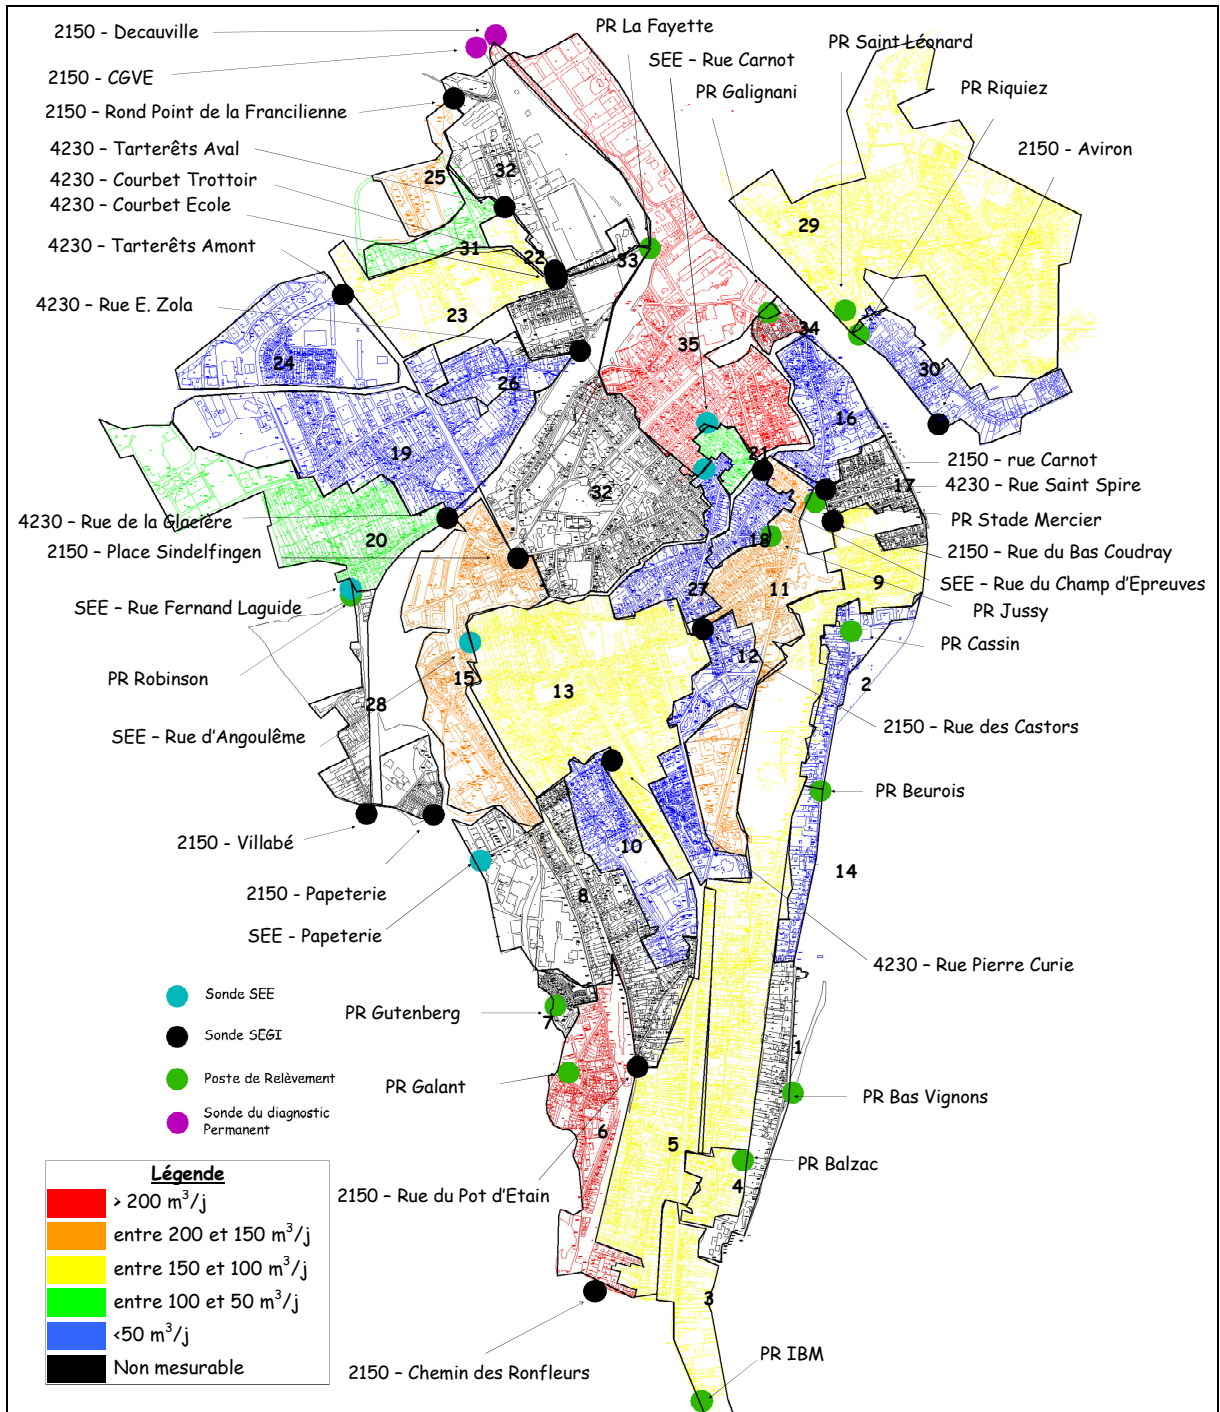 2150 - Decauville
PR La Fayette
PR Saint Léonard
SEE – Rue Carnot
2150 - CGVE
PR Galignani
PR Riquiez
2150 – Rond Point de la Francilienne
4230 – Tarterêts Aval
2150 - Aviron
4230 – Courbet Trottoir
4230 – Courbet Ecole
4230 – Tarterêts Amont
4230 – Rue E. Zola
32
25
31
22
33
29
23
24
26
35
34
30
16
19
21
2150 – rue Carnot
4230 – Rue Saint Spire
17
32
4230 – Rue de la Glacière
PR Stade Mercier
20
18
2150 – Place Sindelfingen
2150 – Rue du Bas Coudray
9
SEE – Rue du Champ d'Epreuves
27
11
SEE – Rue Fernand Laguide
PR Jussy
PR Cassin
12
PR Robinson
15
13
2
28
2150 – Rue des Castors
SEE – Rue d'Angoulême
PR Beurois
2150 – Villabé
10
14
2150 - Papeterie
8
SEE - Papeterie
4230 – Rue Pierre Curie
Sonde SEE
PR Gutenberg
7
Sonde SEGI
1
Poste de Relèvement
PR Galant
PR Bas Vignons
Sonde du diagnostic
Permanent
6
5
PR Balzac
4
2150 – Rue du Pot d'Etain
Légende
> 200 m³/j
entre 200 et 150 m³/j
entre 150 et 100 m³/j
entre 100 et 50 m³/j
<50 m³/j
Non mesurable
3
2150 – Chemin des Ronfleurs
PR IBM